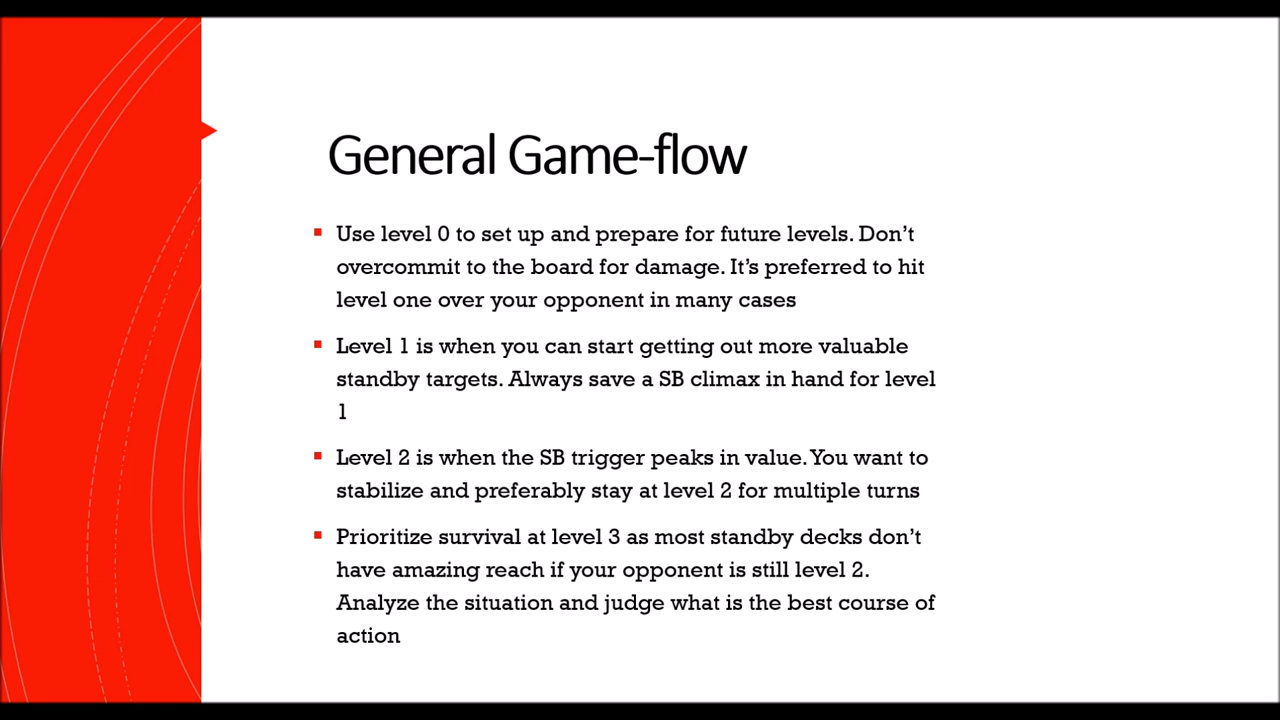 General Game-flow
Use level 0 to set up and prepare for future levels. Don’t
overcommit to the board for damage. It’s preferred to hit
level one over your opponent in many cases
Level 1 is when you can start getting out more valuable
standby targets. Always save a SB climax in hand for level
1
Level 2 is when the SB trigger peaks in value. You want to
stabilize and preferably stay at level 2 for multiple turns
Prioritize survival at level 3 as most standby decks don’t
have amazing reach if your opponent is still level 2.
Analyze the situation and judge what is the best course of
action